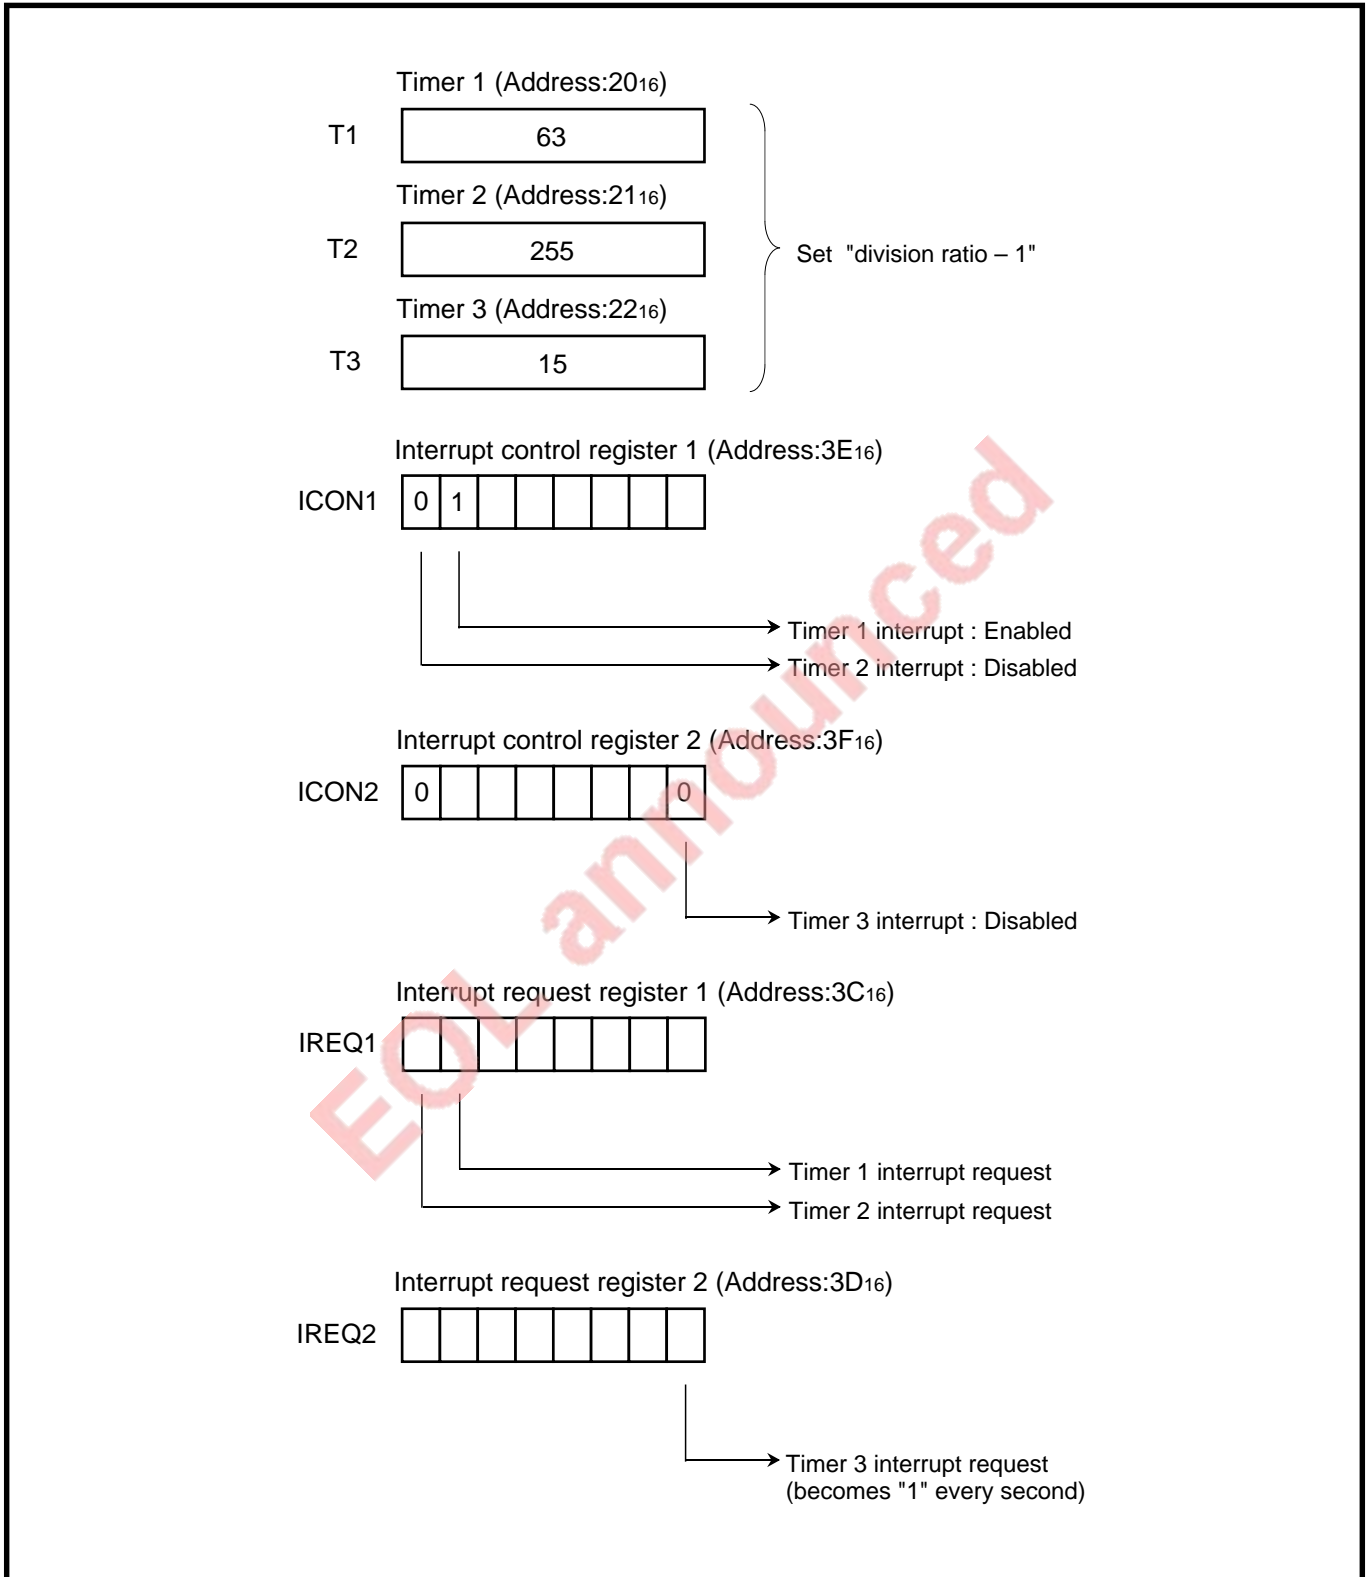 Timer 1 (Address:2016)
T1 63
Timer 2 (Address:2116)
T2 255
Set "division ratio – 1"
Timer 3 (Address:2216)
T3 15
Interrupt control register 1 (Address:3E16)
ICON1 0 1
Timer 1 interrupt : Enabled
Timer 2 interrupt : Disabled
Interrupt control register 2 (Address:3F16)
ICON2 0 0
Timer 3 interrupt : Disabled
Interrupt request register 1 (Address:3C16)
IREQ1
Timer 1 interrupt request
Timer 2 interrupt request
Interrupt request register 2 (Address:3D16)
IREQ2
Timer 3 interrupt request
(becomes "1" every second)
EOL announced